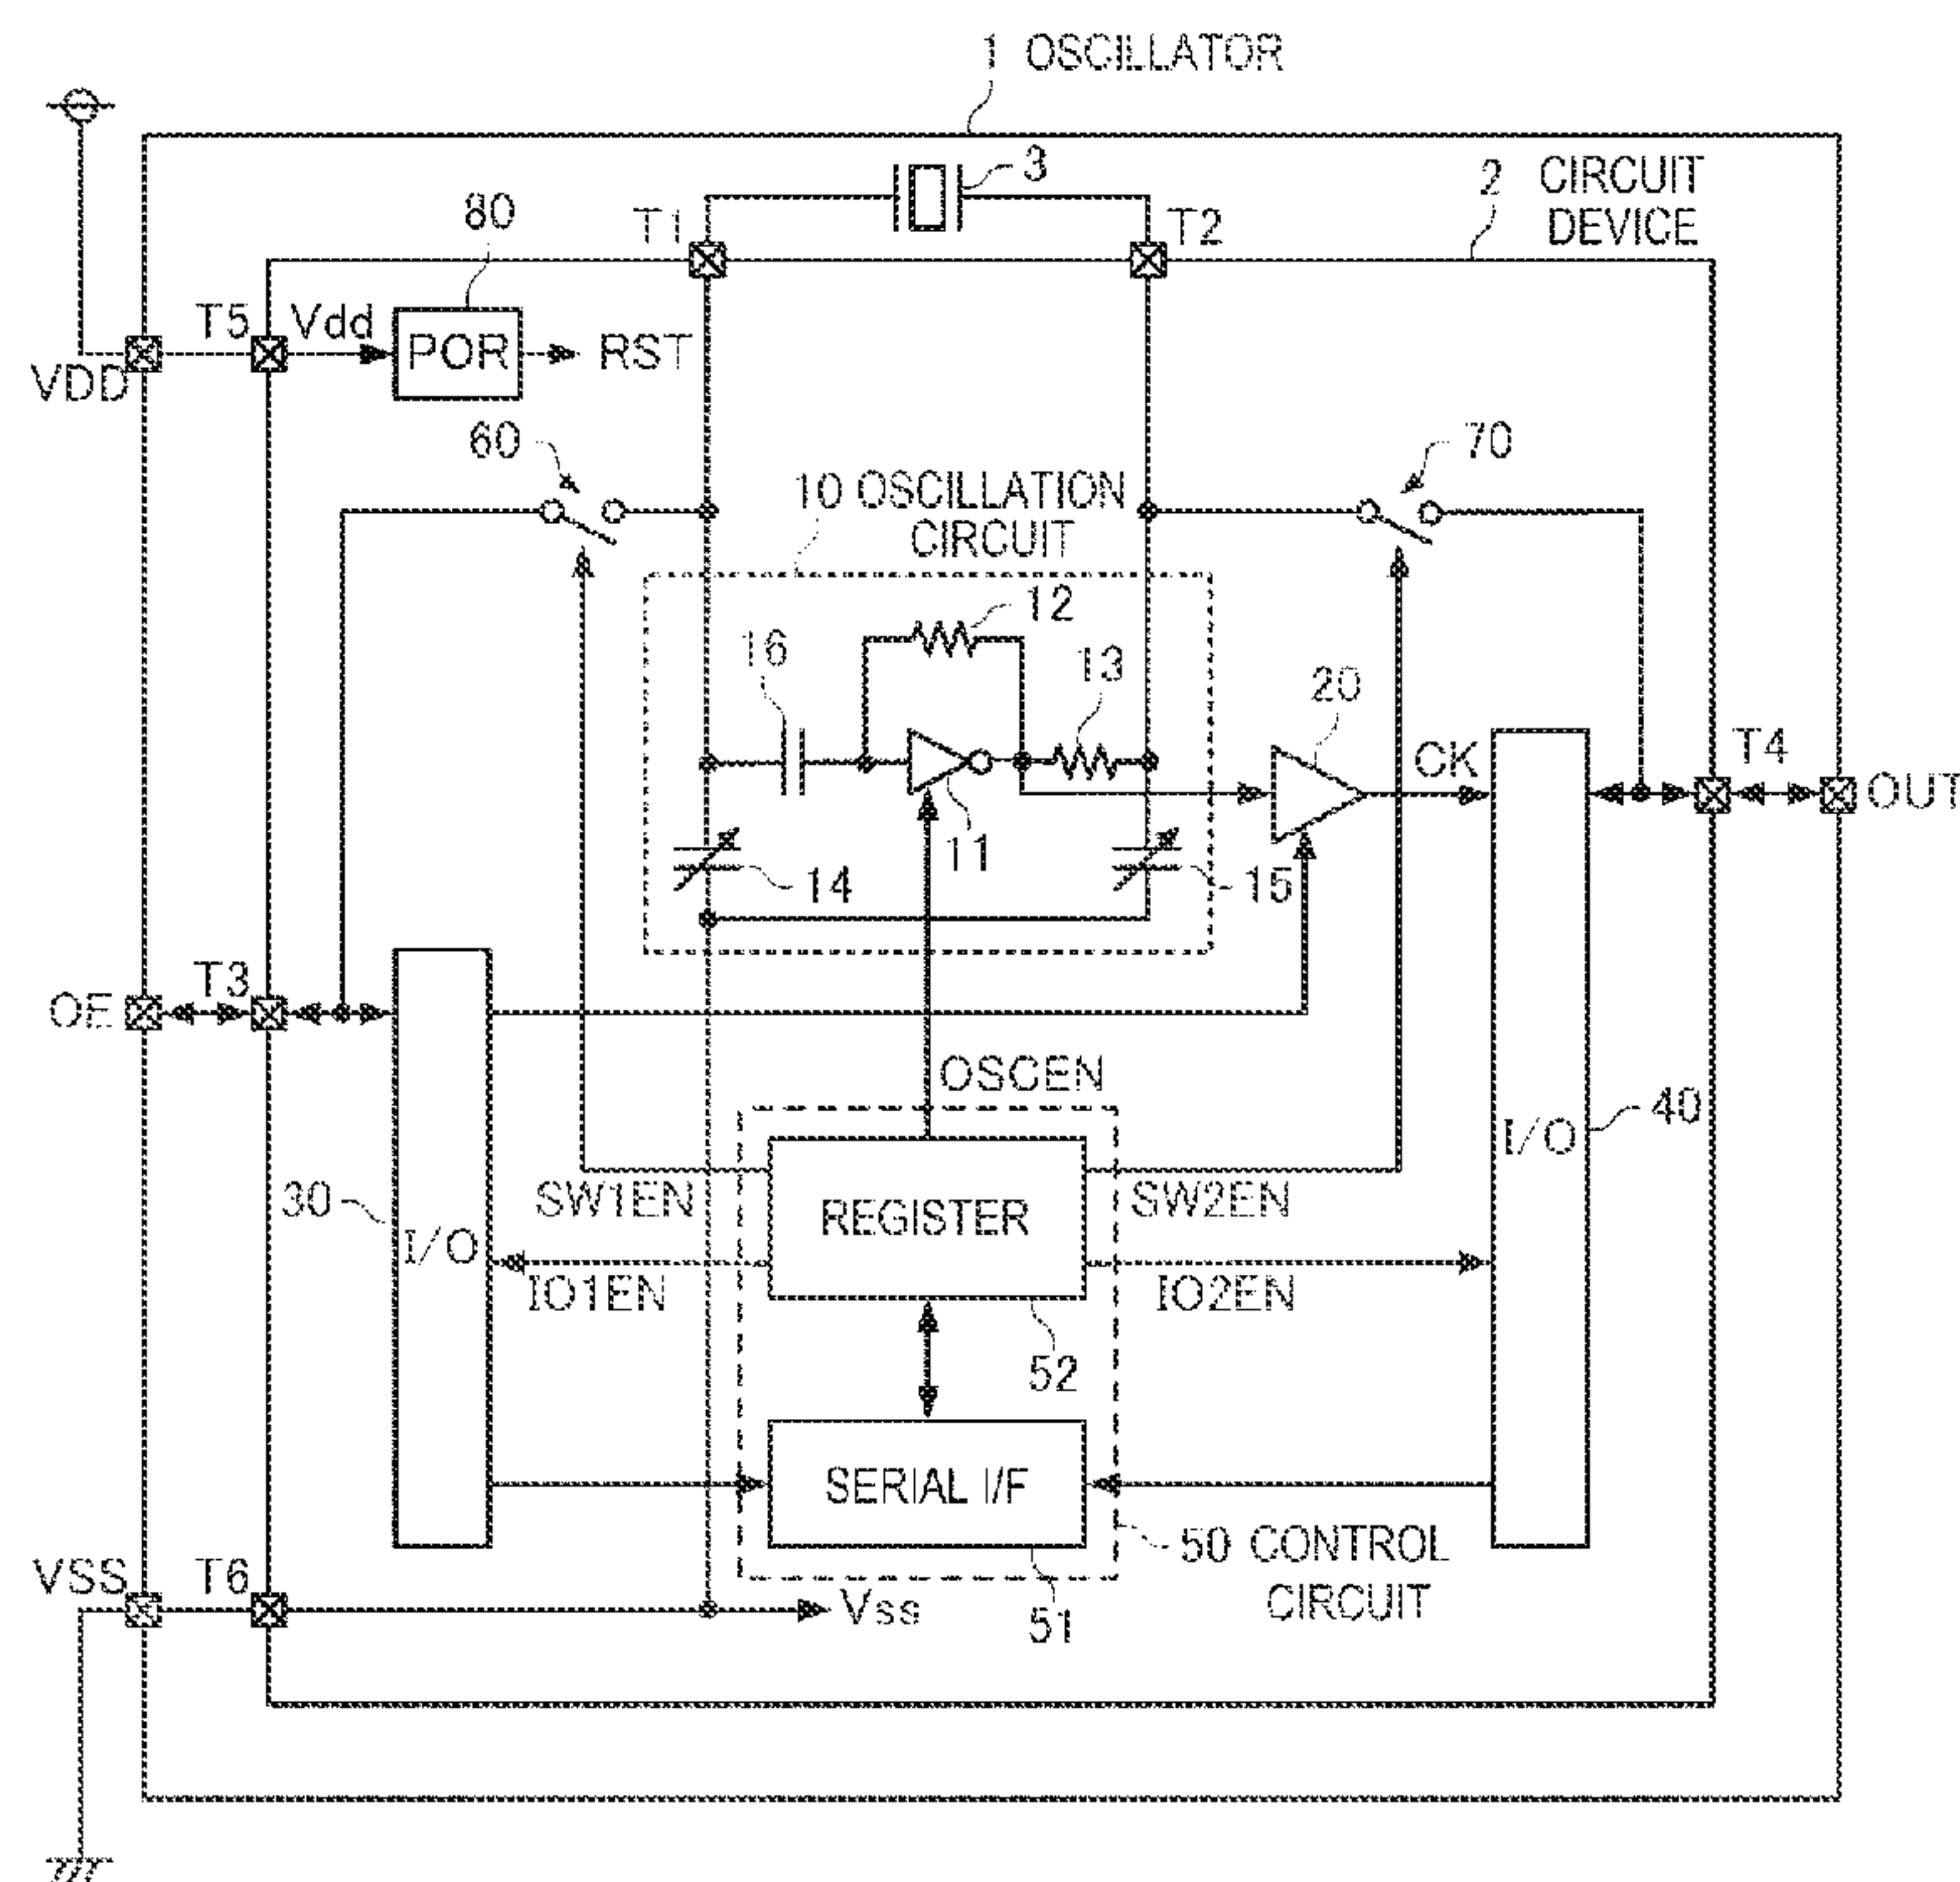 1 OSCILLATOR
3
2 CIRCUIT
DEVICE
80
T1
T2
T5
Vdd
POR
RST
VDD
60
70
10 OSCILLATION
CIRCUIT
12
16
13
20
CK
T4
OUT
11
14
15
T3
OE
OSCEN
40
I/O
30
SW1EN
REGISTER
SW2EN
I/O
IO1EN
IO2EN
52
SERIAL I/F
50 CONTROL
CIRCUIT
VSS
T6
Vss
51